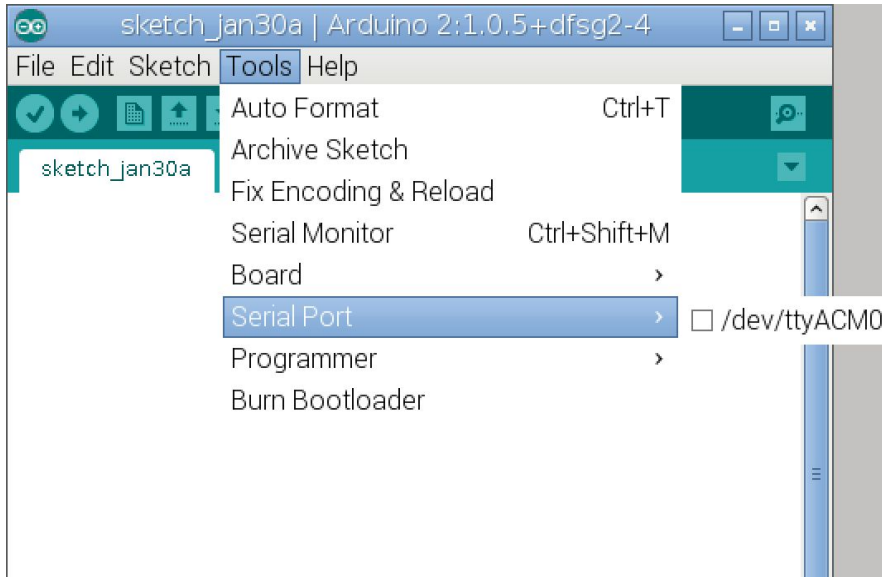 sketch_jan30a | Arduino 2:1.0.5+dfsg2-4
File Edit Sketch Tools Help
Auto Format Ctrl+T
sketch_jan30a
Archive Sketch
Fix Encoding & Reload
Serial Monitor Ctrl+Shift+M
Board
Serial Port
/dev/ttyACM0
Programmer
Burn Bootloader